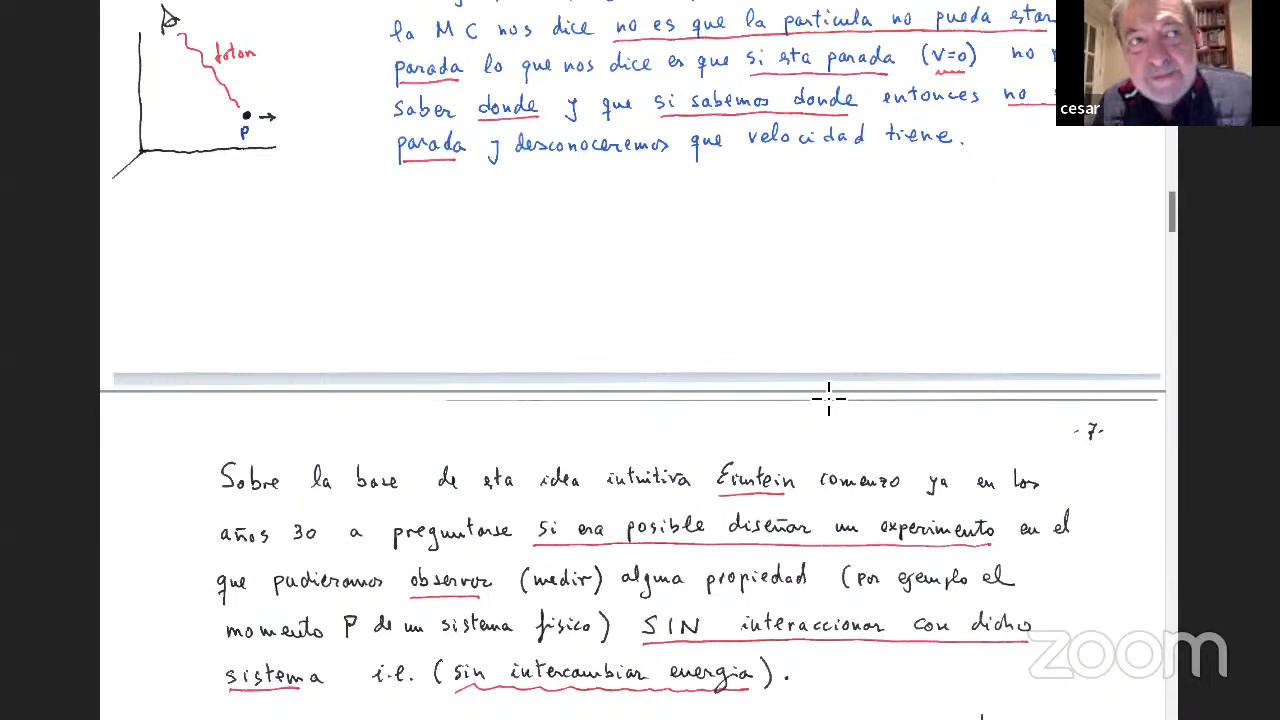 la MC nos dice no es que la particula no pueda estar
foton
parada lo que nos dice es que si esta parada (v=0) no
saber donde y que si sabemos donde entonces no
cesar
P
parada y desconoceremos que velocidad tiene.
-7-
Sobre la base de esta idea intuitiva Einstein comenzo ya en los
años 30 a preguntarse si era posible diseñar un experimento en el
que pudieramos observar (medir) alguna propiedad (por ejemplo el
momento P de un sistema fisico) SIN interaccionar con dicho
sistema i.e. (sin intercambiar energia).
zoom